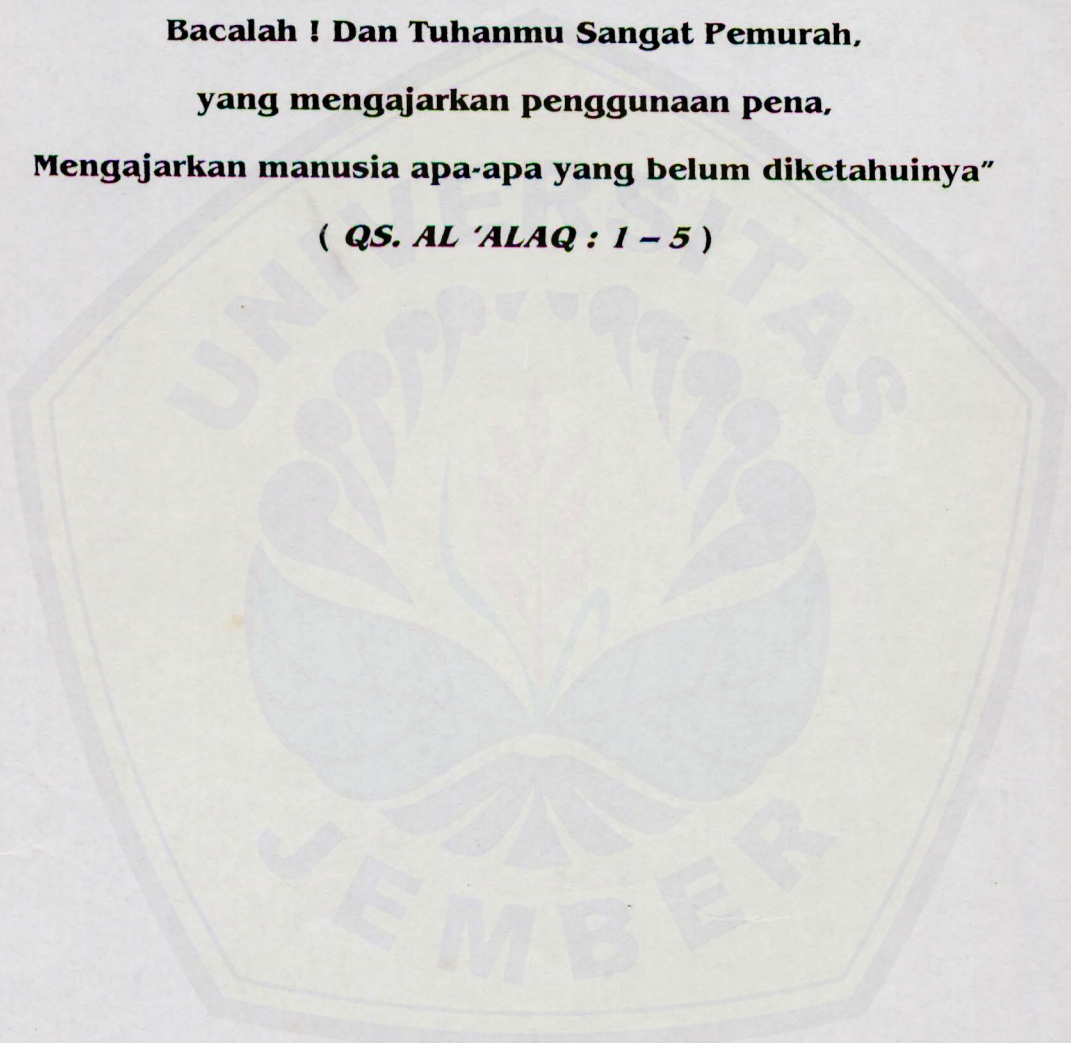 Bacalah ! Dan Tuhanmu Sangat Pemurah,
yang mengajarkan penggunaan pena,
Mengajarkan manusia apa-apa yang belum diketahuinya”
( QS. AL ‘ALAQ : 1 – 5 )
UNIVERSITAS
JEMBER